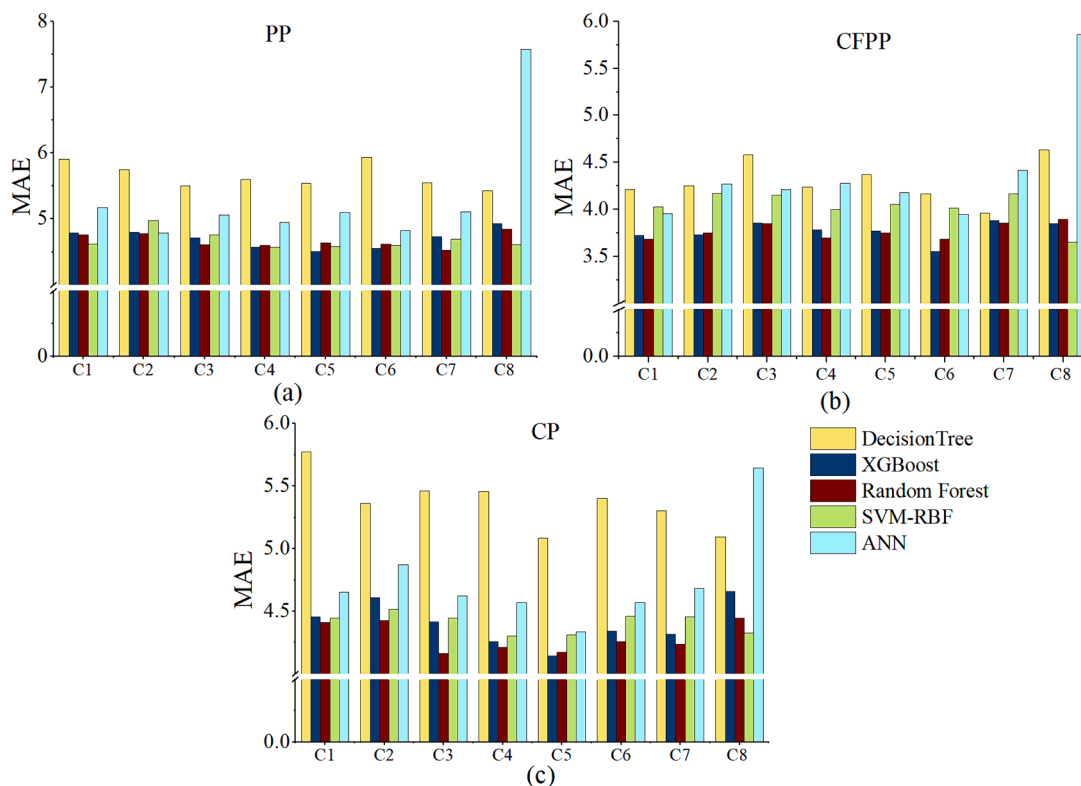 PP
MAE
8
7
6
5
0
C1 C2 C3 C4 C5 C6 C7 C8
(a)
CFPP
MAE
6.0
5.5
5.0
4.5
4.0
3.5
0.0
C1 C2 C3 C4 C5 C6 C7 C8
(b)
CP
MAE
6.0
5.5
5.0
4.5
0.0
C1 C2 C3 C4 C5 C6 C7 C8
(c)
DecisionTree
XGBoost
Random Forest
SVM-RBF
ANN